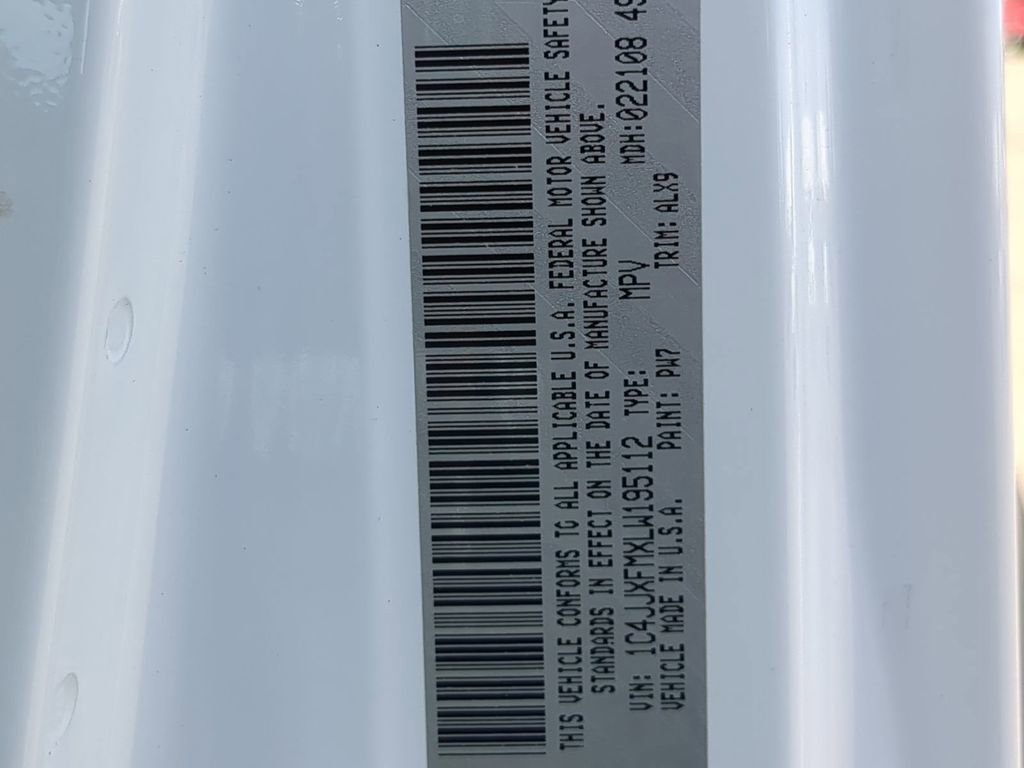 THIS VEHICLE CONFORMS TO ALL APPLICABLE U.S.A. FEDERAL MOTOR VEHICLE SAFETY
STANDARDS IN EFFECT ON THE DATE OF MANUFACTURE SHOWN ABOVE.
VIN: 1C4JJXFMXLW195112 TYPE: MPV MDH:022108 49
VEHICLE MADE IN U.S.A. PAINT: PW7 TRIM:ALX9